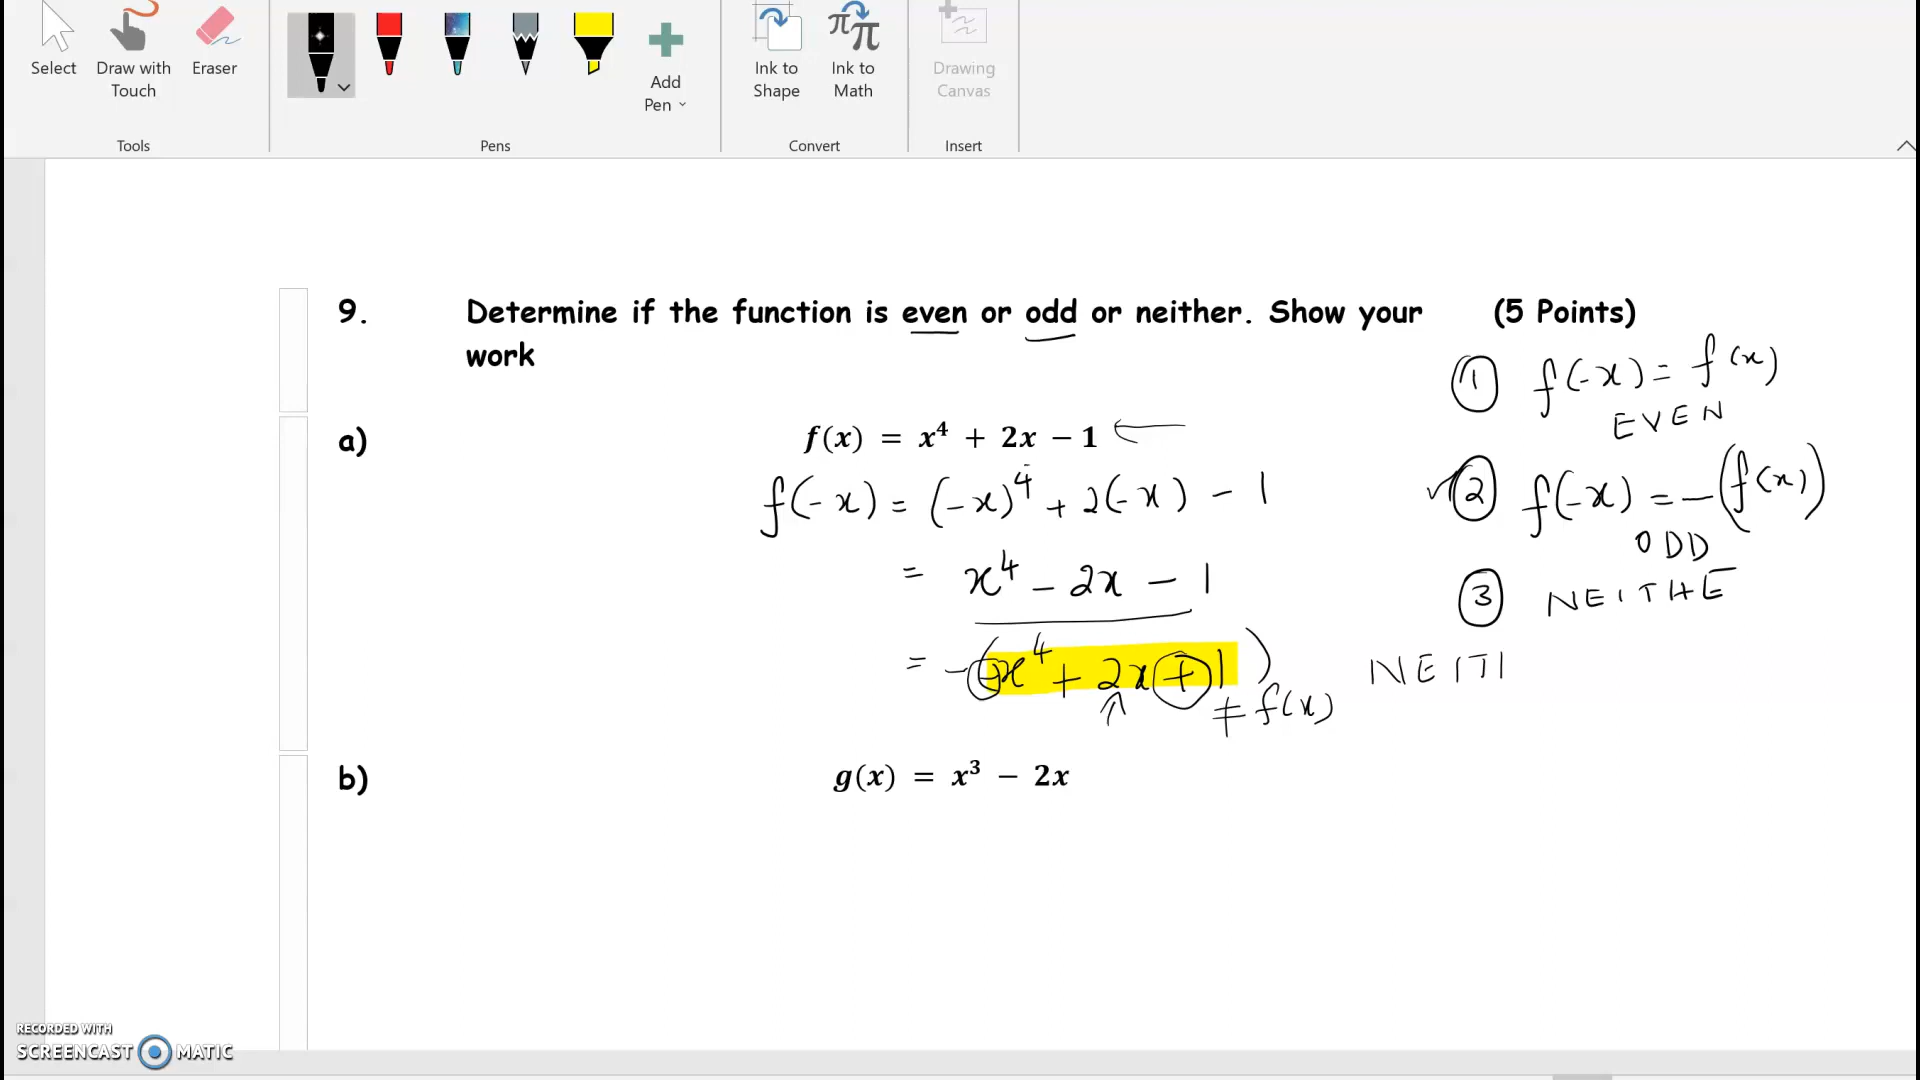 Select
Draw with Touch
Eraser
Add Pen
Ink to Shape
Ink to Math
Drawing Canvas
Tools
Pens
Convert
Insert
9. Determine if the function is even or odd or neither. Show your (5 Points)
work
① f(-x) = f(x)
EVEN
a) f(x) = x⁴ + 2x − 1 ←
f(-x) = (-x)⁴ + 2(-x) - 1
✓② f(-x) = -(f(x))
ODD
= x⁴ - 2x - 1
③ NEITHE
= -(-x⁴ + 2x + 1)
≠ f(x)
NEITI
b) g(x) = x³ − 2x
RECORDED WITH
SCREENCAST MATIC